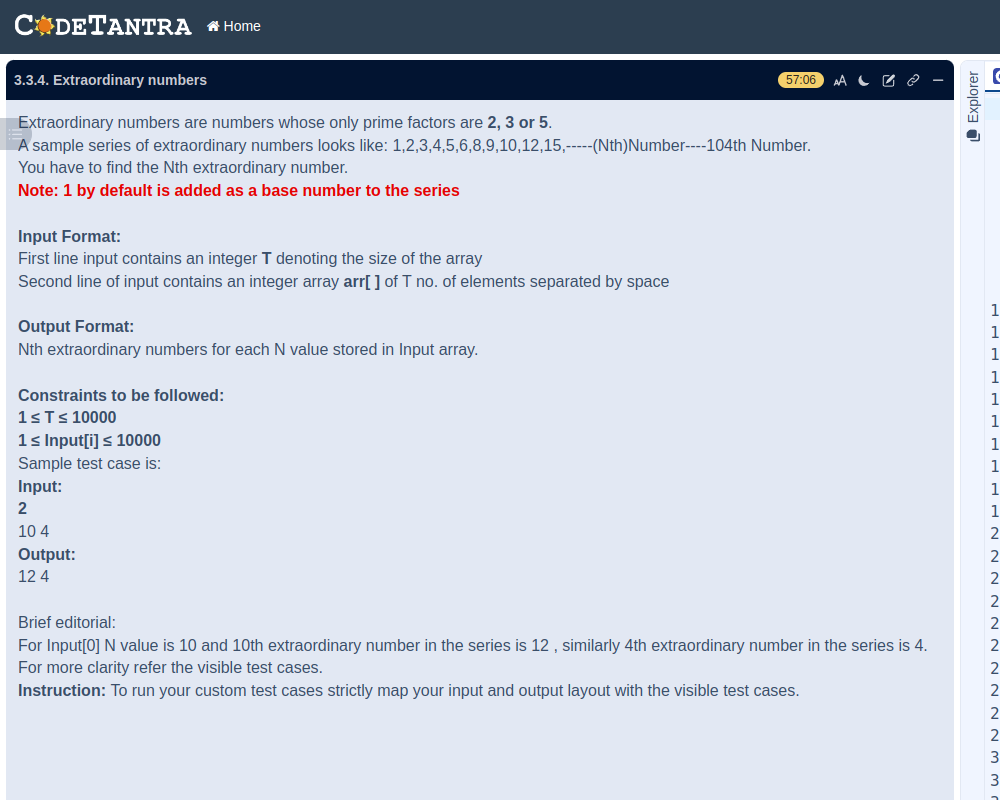 CODETANTRA Home
3.3.4. Extraordinary numbers 57:06 AA
Extraordinary numbers are numbers whose only prime factors are 2, 3 or 5.
A sample series of extraordinary numbers looks like: 1,2,3,4,5,6,8,9,10,12,15,-----(Nth)Number----104th Number.
You have to find the Nth extraordinary number.
Note: 1 by default is added as a base number to the series
Input Format:
First line input contains an integer T denoting the size of the array
Second line of input contains an integer array arr[ ] of T no. of elements separated by space
Output Format:
Nth extraordinary numbers for each N value stored in Input array.
Constraints to be followed:
1 ≤ T ≤ 10000
1 ≤ Input[i] ≤ 10000
Sample test case is:
Input:
2
10 4
Output:
12 4
Brief editorial:
For Input[0] N value is 10 and 10th extraordinary number in the series is 12 , similarly 4th extraordinary number in the series is 4.
For more clarity refer the visible test cases.
Instruction: To run your custom test cases strictly map your input and output layout with the visible test cases.
Explorer
1
1
1
1
1
1
1
1
1
1
2
2
2
2
2
2
2
2
2
2
3
3